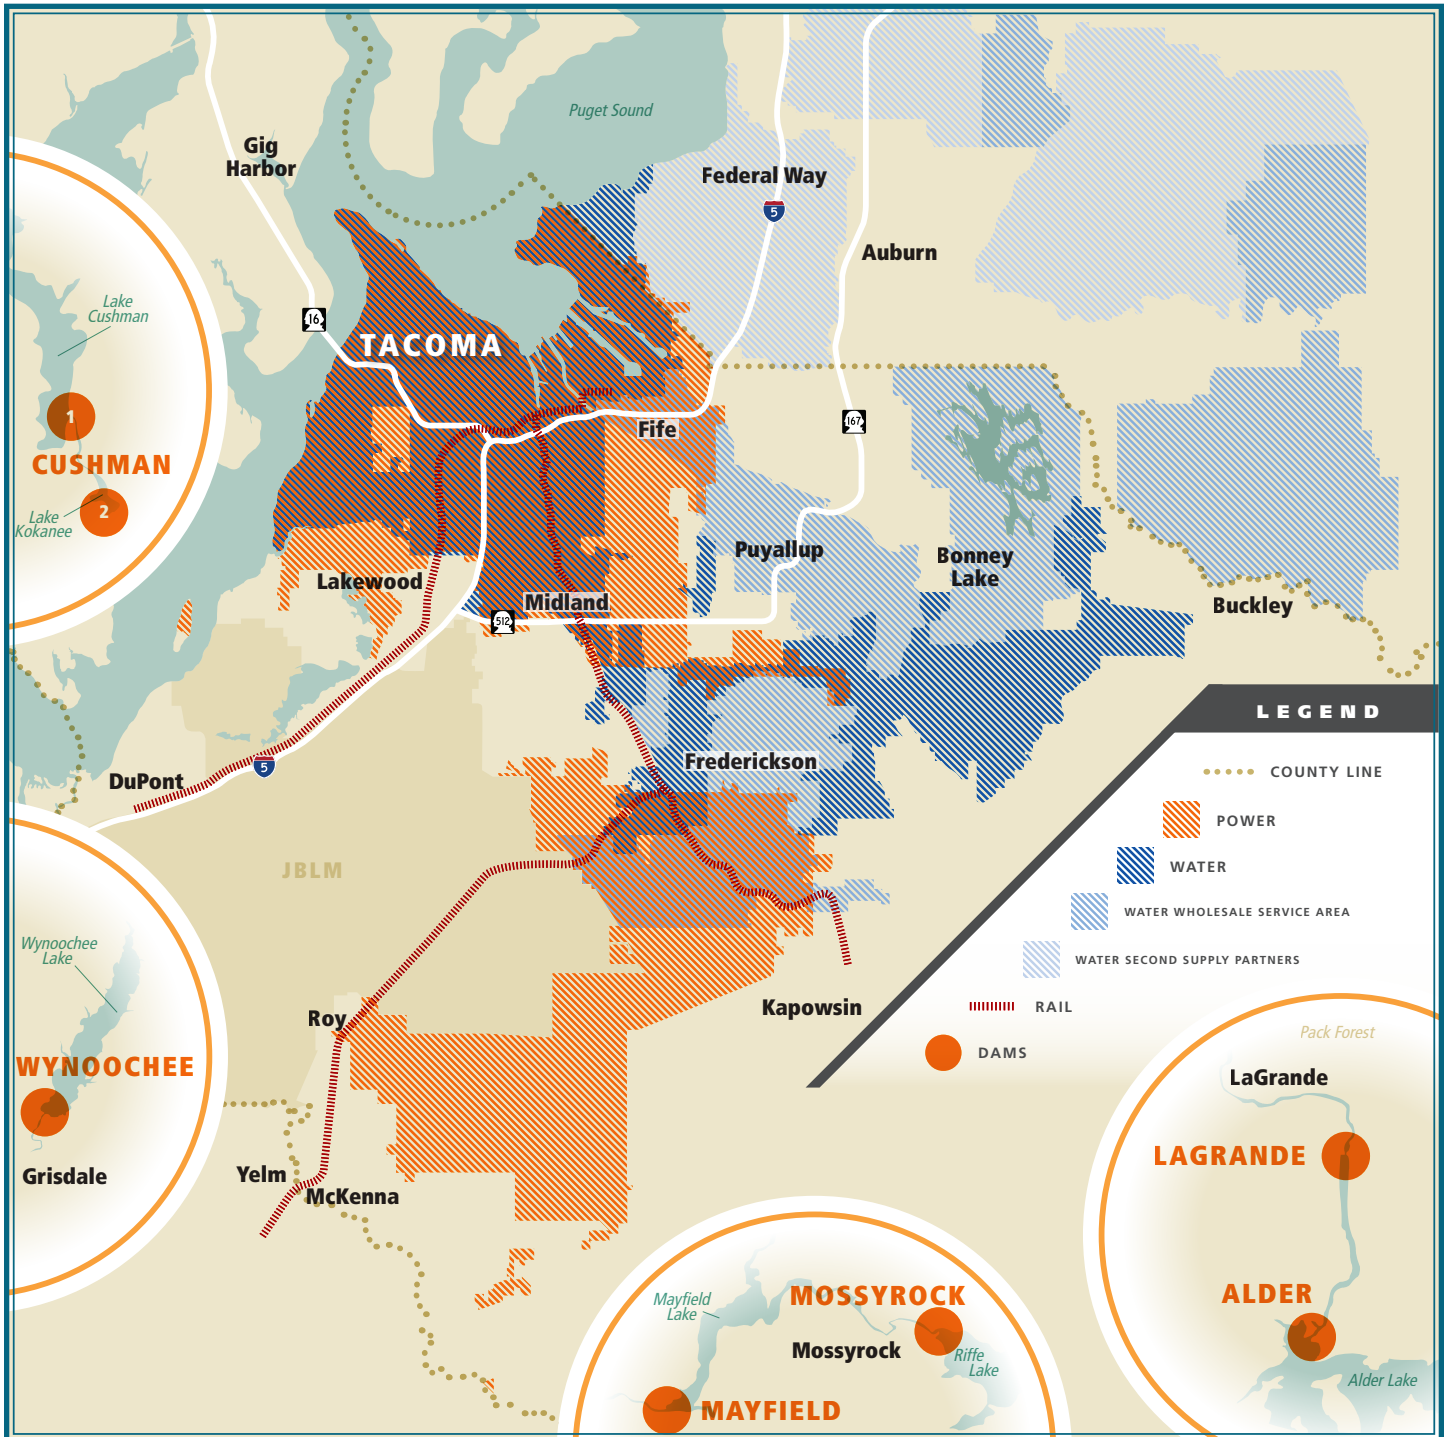 Puget Sound
Gig
Harbor
Federal Way
5
Auburn
16
TACOMA
Lake
Cushman
1
CUSHMAN
2
Lake
Kokanee
167
Fife
Puyallup
Bonney
Lake
Lakewood
Midland
512
Buckley
DuPont
5
Frederickson
JBLM
Roy
Kapowsin
Yelm
McKenna
Wynoochee
Lake
WYNOOCHEE
Grisdale
LEGEND
COUNTY LINE
POWER
WATER
WATER WHOLESALE SERVICE AREA
WATER SECOND SUPPLY PARTNERS
RAIL
DAMS
Pack Forest
LaGrande
LAGRANDE
ALDER
Alder Lake
Mayfield
Lake
MOSSYROCK
Mossyrock
Riffe
Lake
MAYFIELD